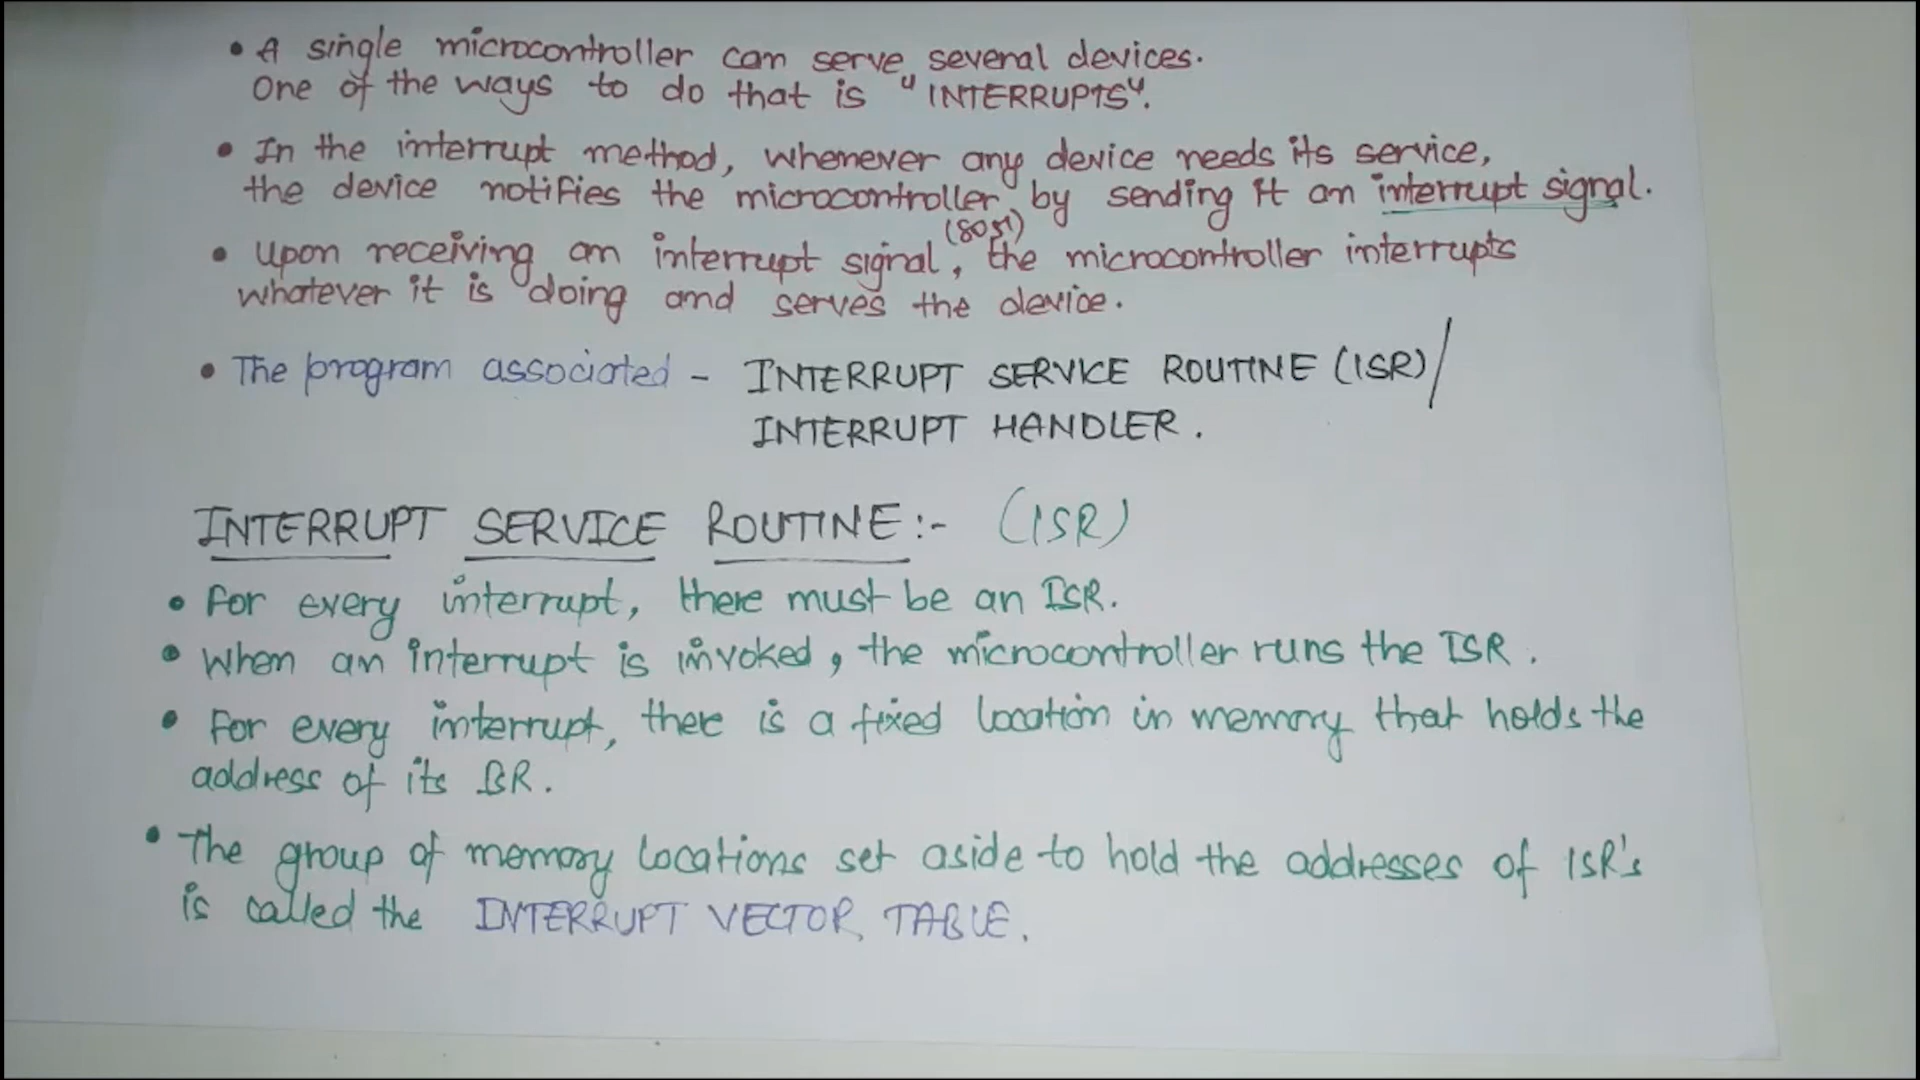 • A single microcontroller can serve several devices.
One of the ways to do that is "INTERRUPTS".
• In the interrupt method, whenever any device needs its service,
the device notifies the microcontroller by sending it an interrupt signal.
(8051)
• Upon receiving an interrupt signal, the microcontroller interrupts
whatever it is doing and serves the device.
• The program associated - INTERRUPT SERVICE ROUTINE (ISR)/
INTERRUPT HANDLER.
INTERRUPT SERVICE ROUTINE:- (ISR)
• For every interrupt, there must be an ISR.
• When an interrupt is invoked, the microcontroller runs the ISR.
• For every interrupt, there is a fixed location in memory that holds the
address of its ISR.
• The group of memory locations set aside to hold the addresses of ISR's
is called the INTERRUPT VECTOR TABLE.